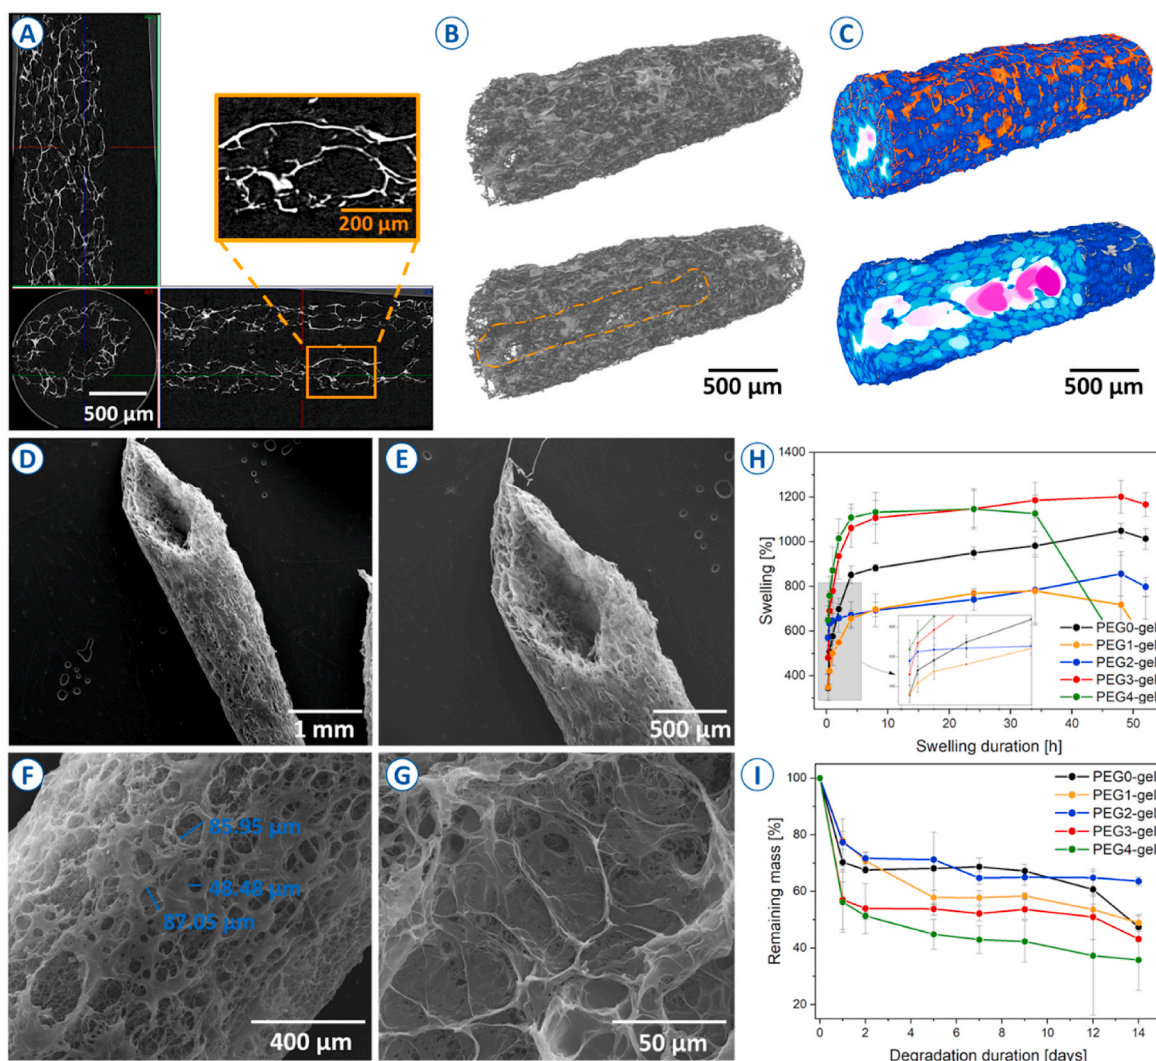 A
B
C
200 µm
500 µm
500 µm
500 µm
D
E
1 mm
500 µm
F
G
85.95 µm
48.48 µm
87.05 µm
400 µm
50 µm
H
1400
1200
1000
800
600
400
Swelling [%]
PEG0-gel
PEG1-gel
PEG2-gel
PEG3-gel
PEG4-gel
0 10 20 30 40 50
Swelling duration [h]
I
100
80
60
40
20
Remaining mass [%]
PEG0-gel
PEG1-gel
PEG2-gel
PEG3-gel
PEG4-gel
0 2 4 6 8 10 12 14
Degradation duration [days]